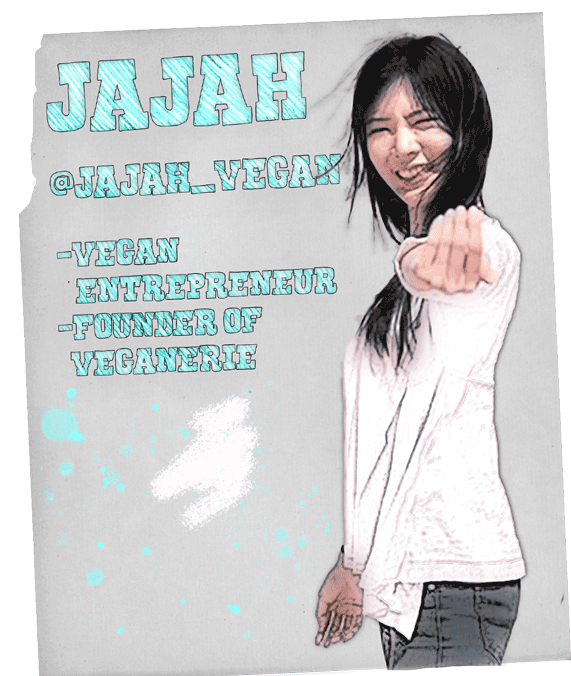 JAJAH
@JAJAH_VEGAN
-VEGAN
ENTREPRENEUR
-FOUNDER OF
VEGANERIE